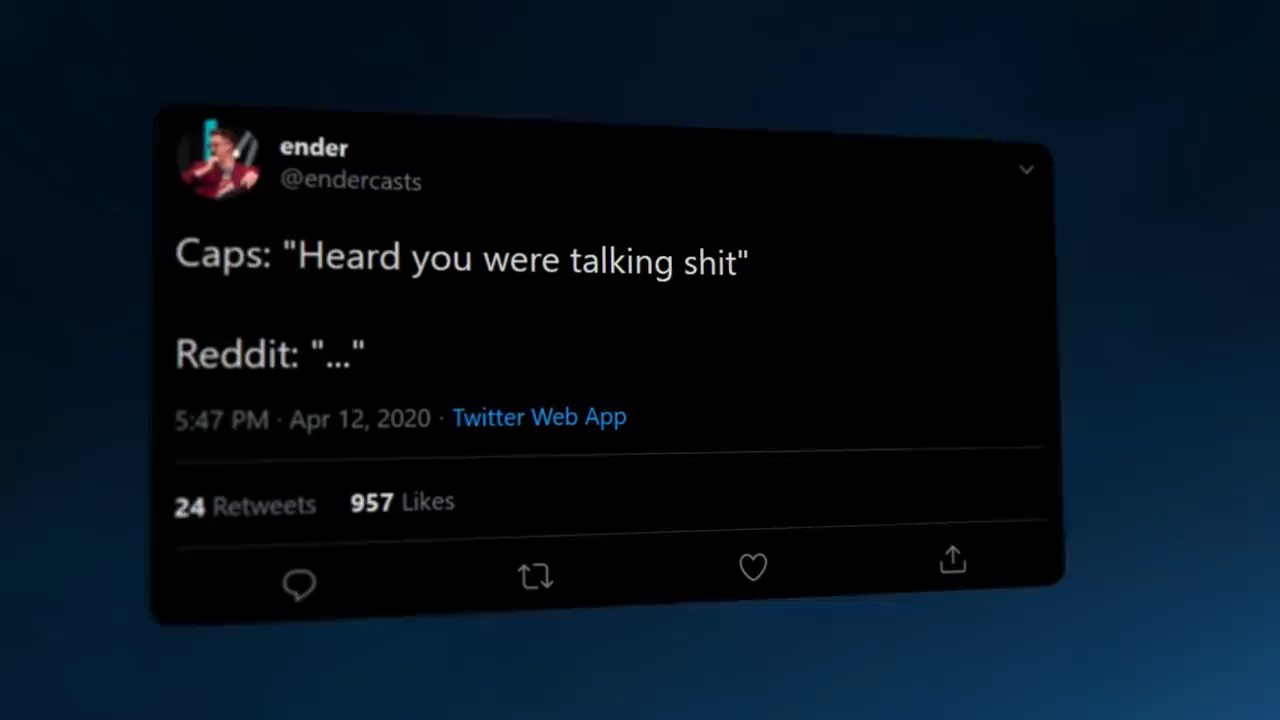 ender
@endercasts
Caps: "Heard you were talking shit"
Reddit: "..."
5:47 PM · Apr 12, 2020 · Twitter Web App
24 Retweets 957 Likes